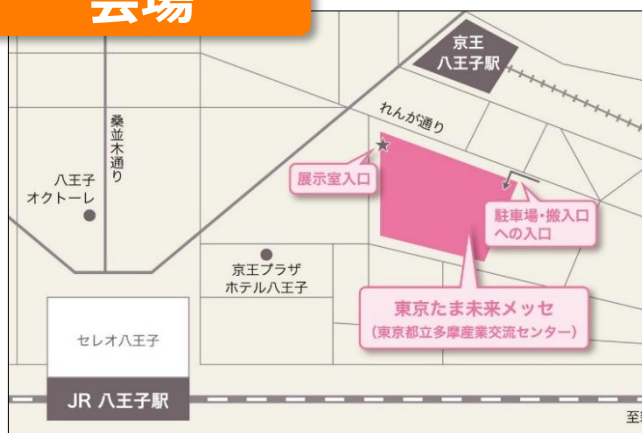 会場
京王
八王子駅
れんが通り
桑並木通り
展示室入口
八王子
オクトーレ
駐車場・搬入口
への入口
京王プラザ
ホテル八王子
東京たま未来メッセ
(東京都立多摩産業交流センター)
セレオ八王子
JR 八王子駅